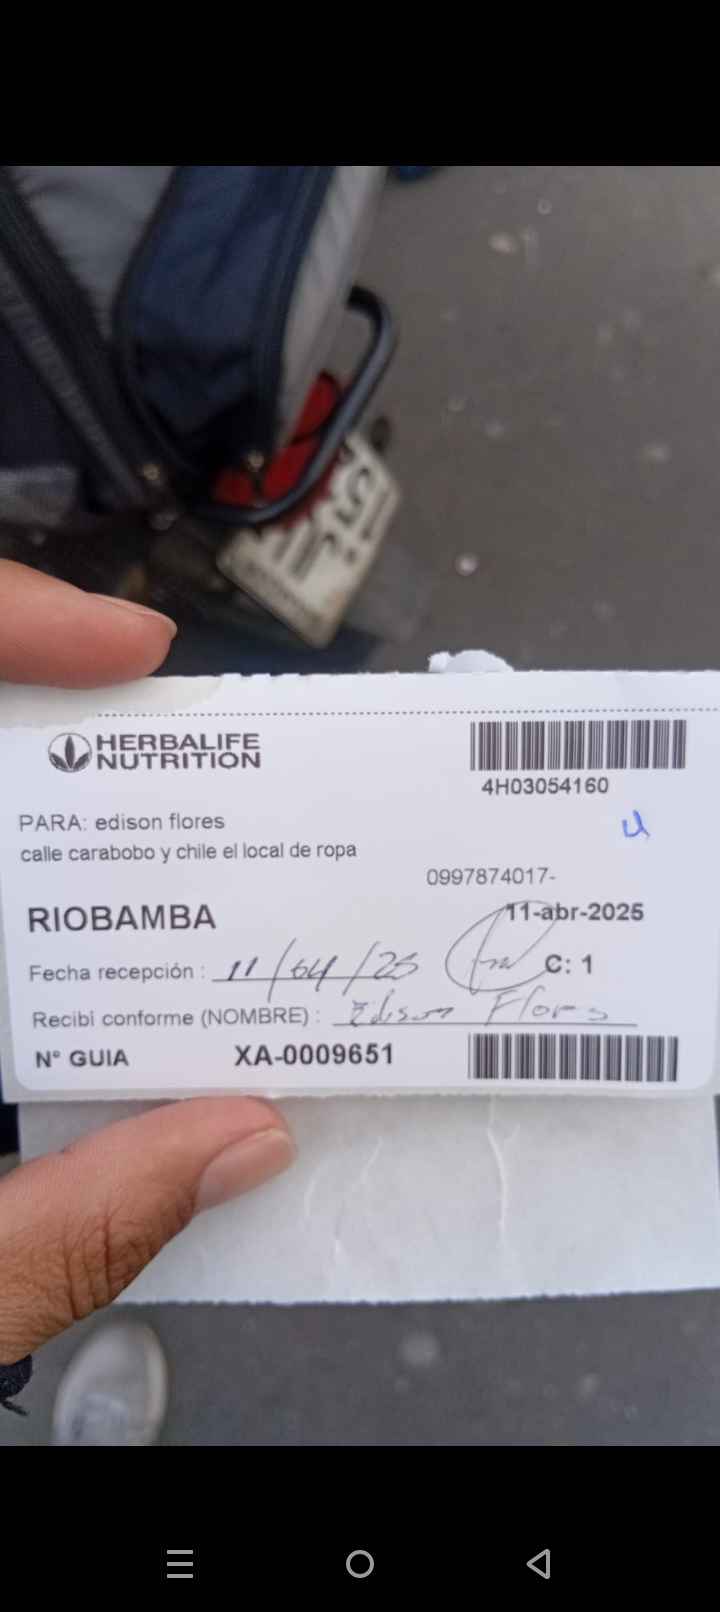 HERBALIFE
NUTRITION
4H03054160
PARA: edison flores
calle carabobo y chile el local de ropa
0997874017-
RIOBAMBA
11-abr-2025
Fecha recepción : 11/04/25
C: 1
Recibi conforme (NOMBRE) : Edison Flores
N° GUIA XA-0009651